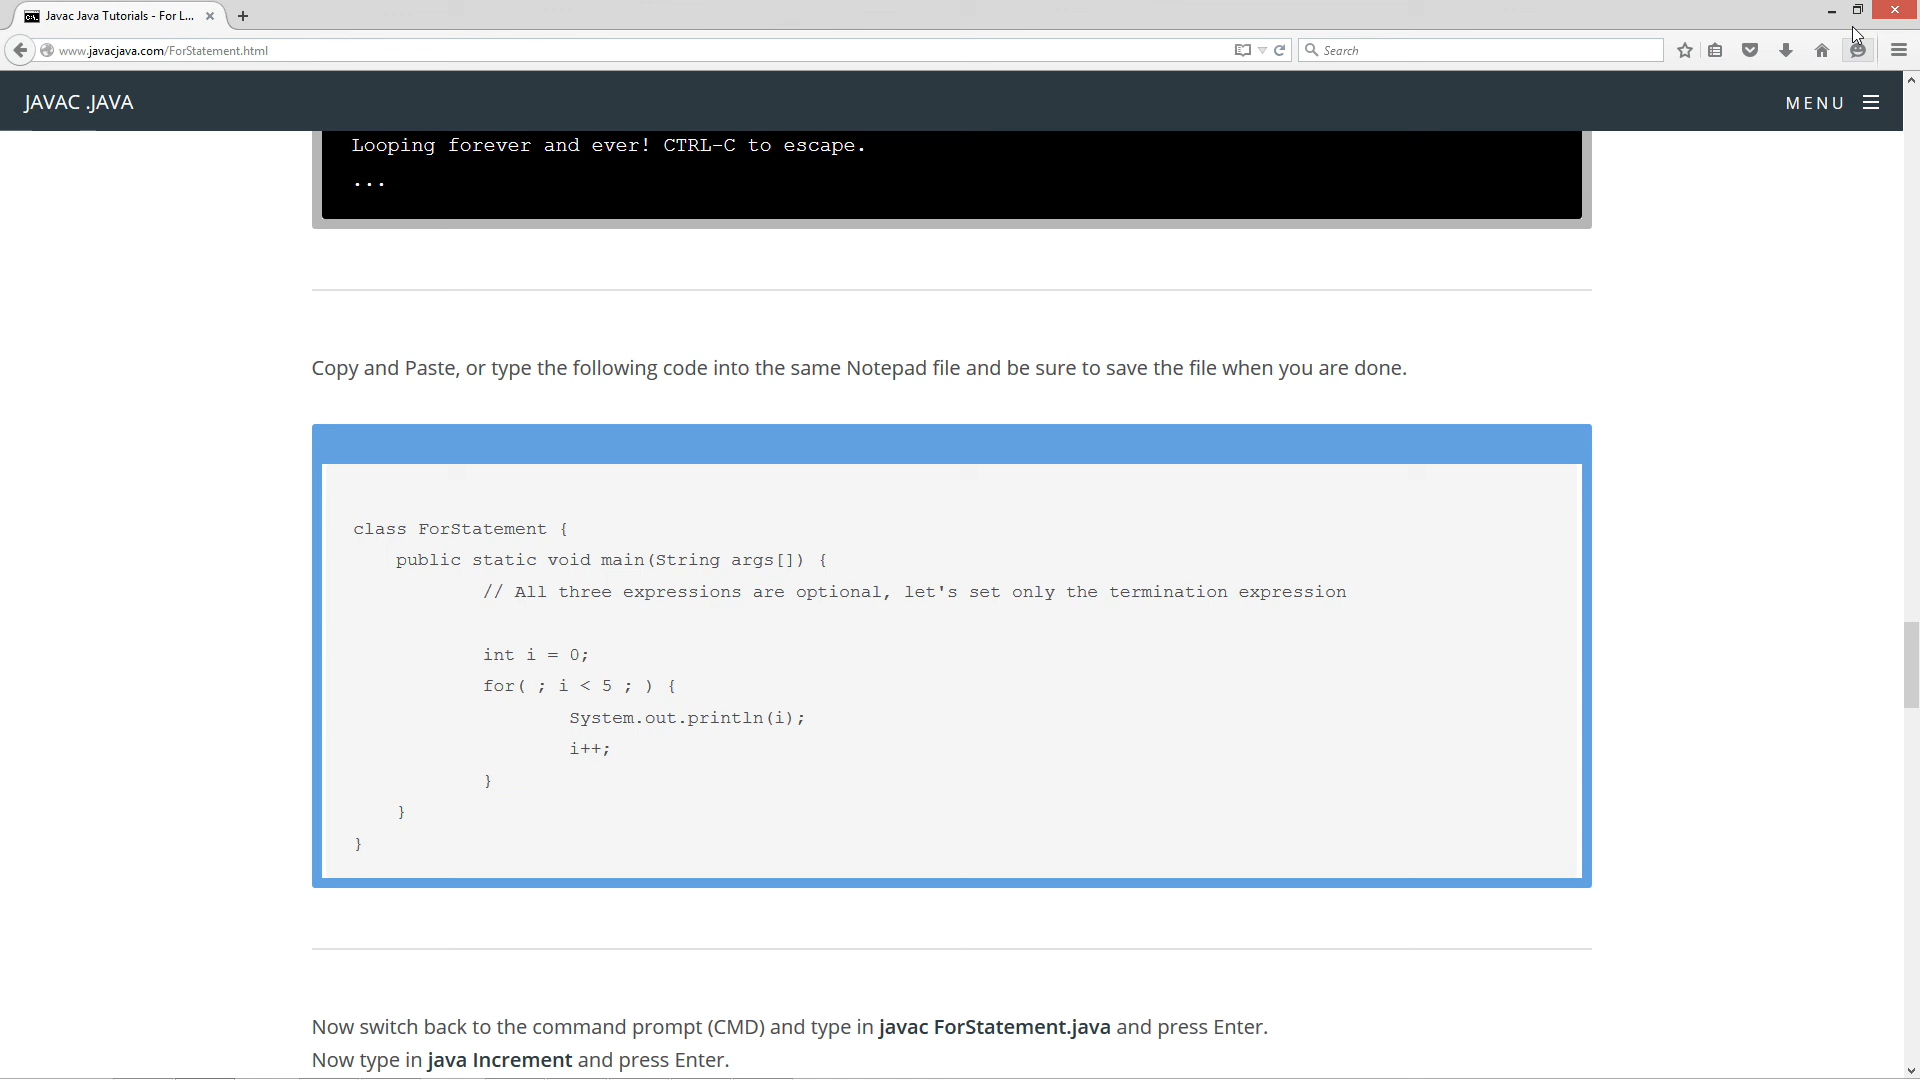 Javac Java Tutorials - For L...
www.javacjava.com/ForStatement.html
Search
JAVAC .JAVA
MENU
Looping forever and ever! CTRL-C to escape.
...
Copy and Paste, or type the following code into the same Notepad file and be sure to save the file when you are done.
class ForStatement {
public static void main(String args[]) {
// All three expressions are optional, let's set only the termination expression
int i = 0;
for( ; i < 5 ; ) {
System.out.println(i);
i++;
}
}
}
Now switch back to the command prompt (CMD) and type in javac ForStatement.java and press Enter.
Now type in java Increment and press Enter.